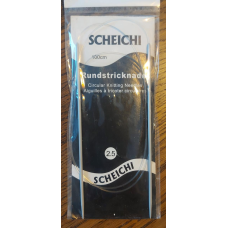 SCHEICHI
Rundstricknadel
Circular Knitting Needle
2.5
SCHEICHI